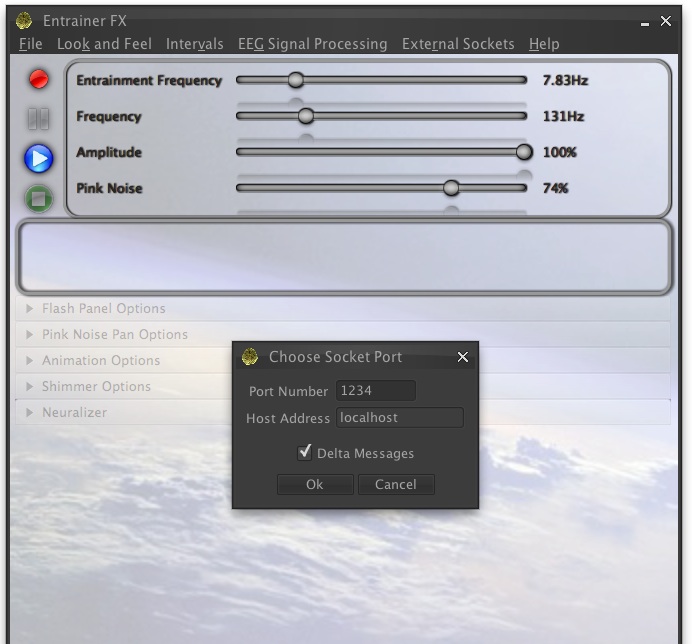 Entrainer FX
File Look and Feel Intervals EEG Signal Processing External Sockets Help
Entrainment Frequency 7.83Hz
Frequency 131Hz
Amplitude 100%
Pink Noise 74%
Flash Panel Options
Pink Noise Pan Options
Animation Options
Shimmer Options
Neuralizer
Choose Socket Port
Port Number 1234
Host Address localhost
Delta Messages
Ok Cancel